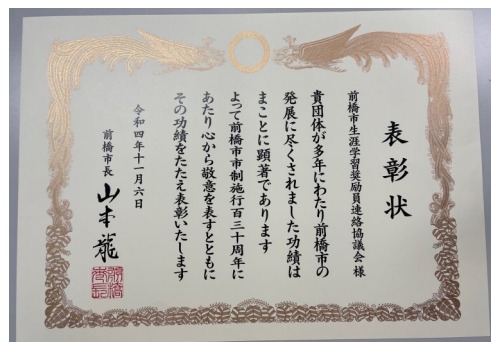 表彰状
前橋市生涯学習奨励員連絡協議会 様
貴団体が多年にわたり前橋市の
発展に尽くされました功績は
まことに顕著であります
よって前橋市市制施行百三十周年に
あたり心から敬意を表すとともに
その功績をたたえ表彰いたします
令和四年十一月六日
前橋市長 山本龍